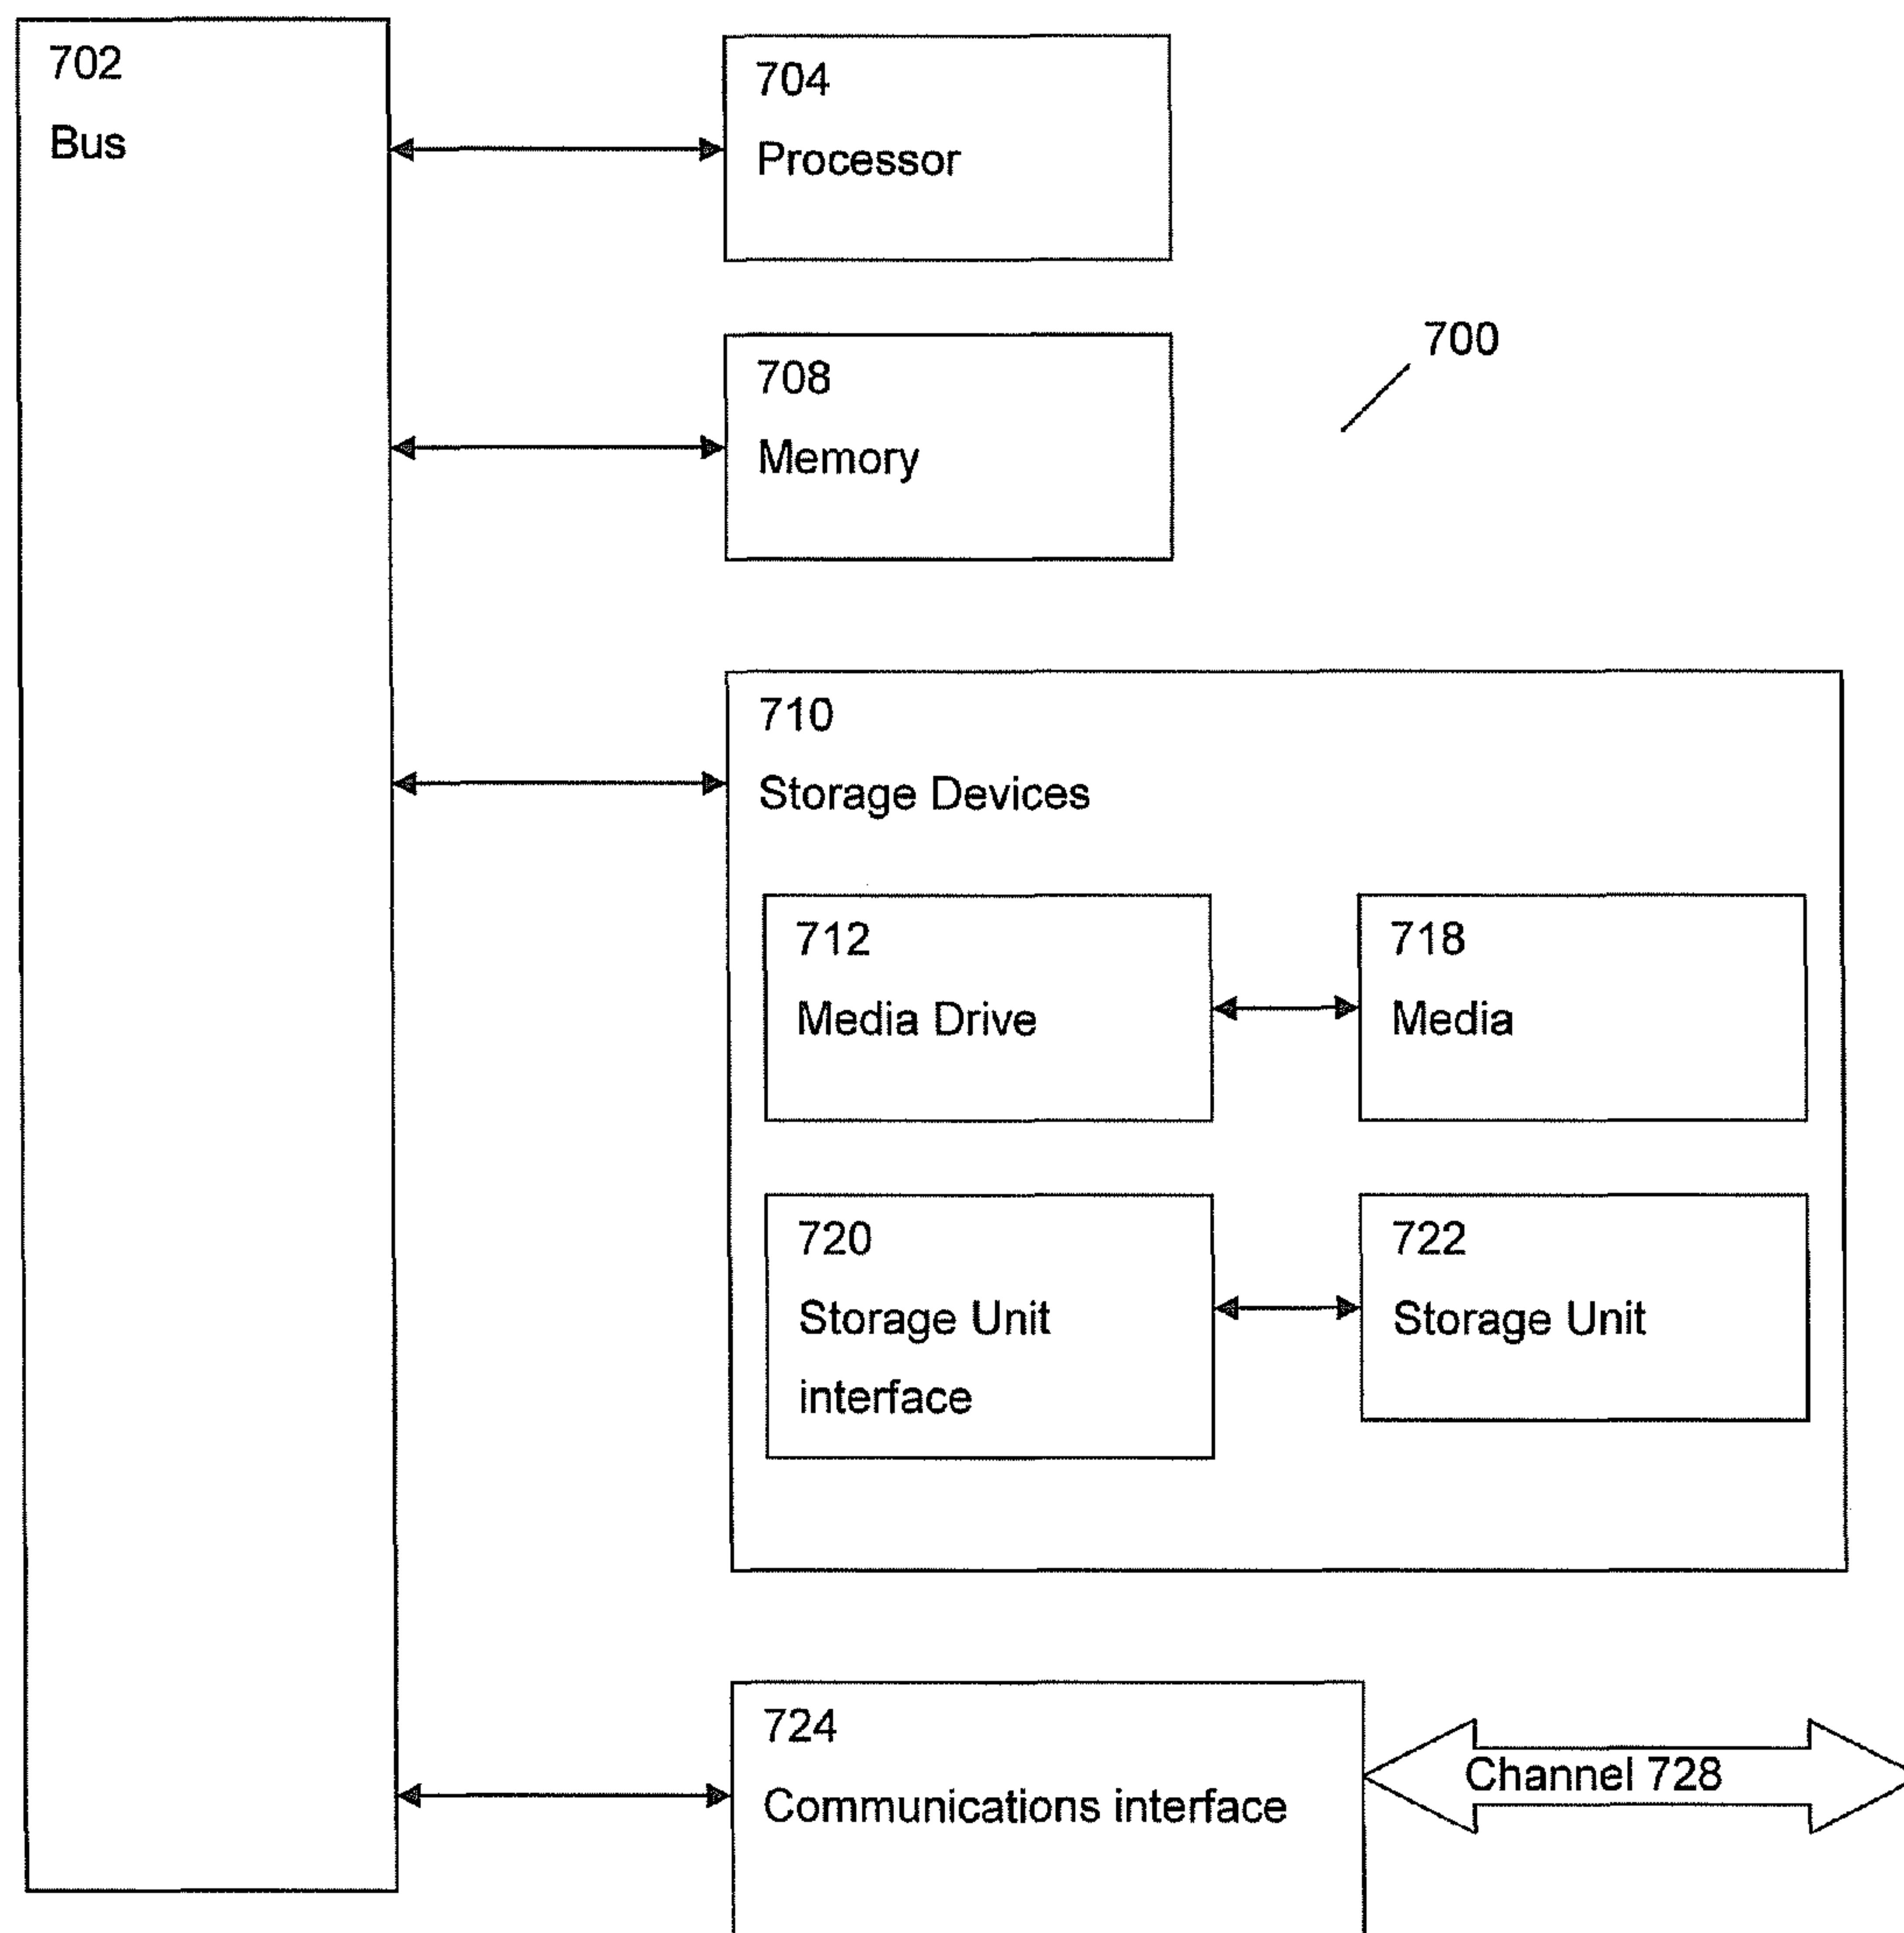 702
Bus
704
Processor
700
708
Memory
710
Storage Devices
712
Media Drive
718
Media
720
Storage Unit
interface
722
Storage Unit
724
Communications interface
Channel 728